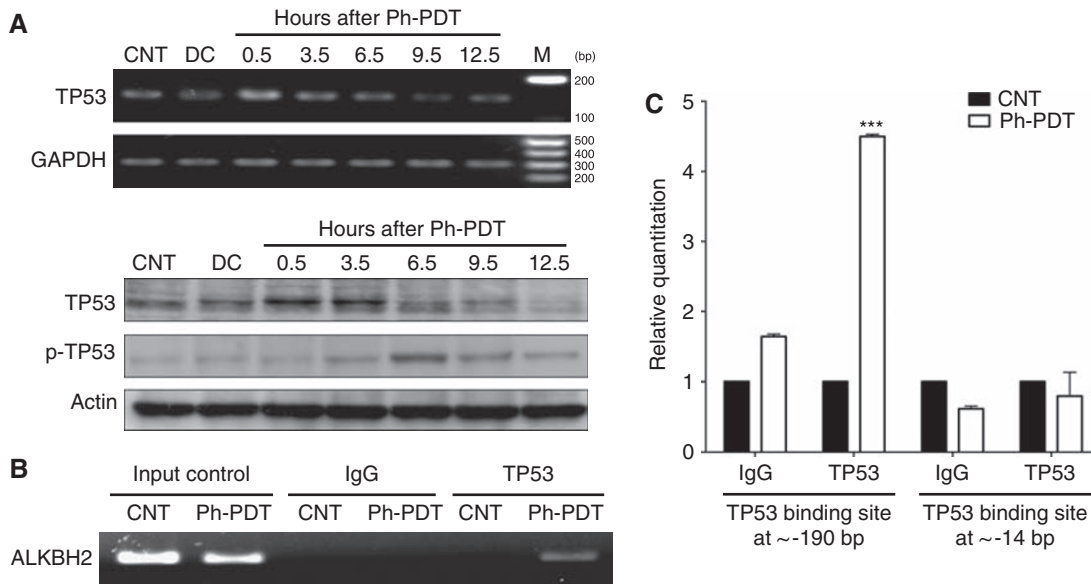 A
Hours after Ph-PDT
CNT DC 0.5 3.5 6.5 9.5 12.5 M (bp)
TP53
200
100
GAPDH
500
400
300
200
Hours after Ph-PDT
CNT DC 0.5 3.5 6.5 9.5 12.5
TP53
p-TP53
Actin
B
Input control IgG TP53
CNT Ph-PDT CNT Ph-PDT CNT Ph-PDT
ALKBH2
C
CNT
Ph-PDT
***
Relative quantitation
5
4
3
2
1
0
IgG TP53 IgG TP53
TP53 binding site TP53 binding site
at ~-190 bp at ~-14 bp